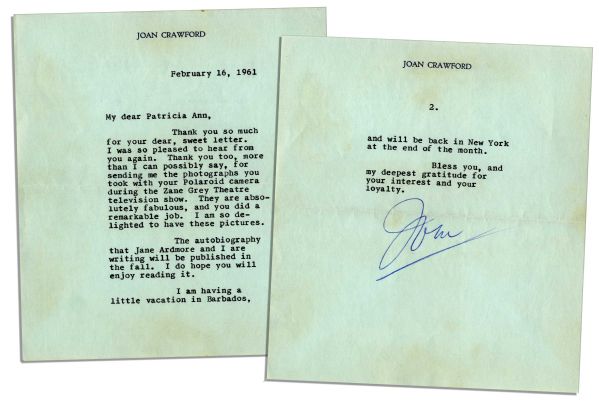 JOAN CRAWFORD
February 16, 1961
My dear Patricia Ann,
Thank you so much
for your dear, sweet letter.
I was so pleased to hear from
you again. Thank you too, more
than I can possibly say, for
sending me the photographs you
took with your Polaroid camera
during the Zane Grey Theatre
television show. They are abso-
lutely fabulous, and you did a
remarkable job. I am so de-
lighted to have these pictures.
The autobiography
that Jane Ardmore and I are
writing will be published in
the fall. I do hope you will
enjoy reading it.
I am having a
little vacation in Barbados,
JOAN CRAWFORD
2.
and will be back in New York
at the end of the month.
Bless you, and
my deepest gratitude for
your interest and your
loyalty.
Joan